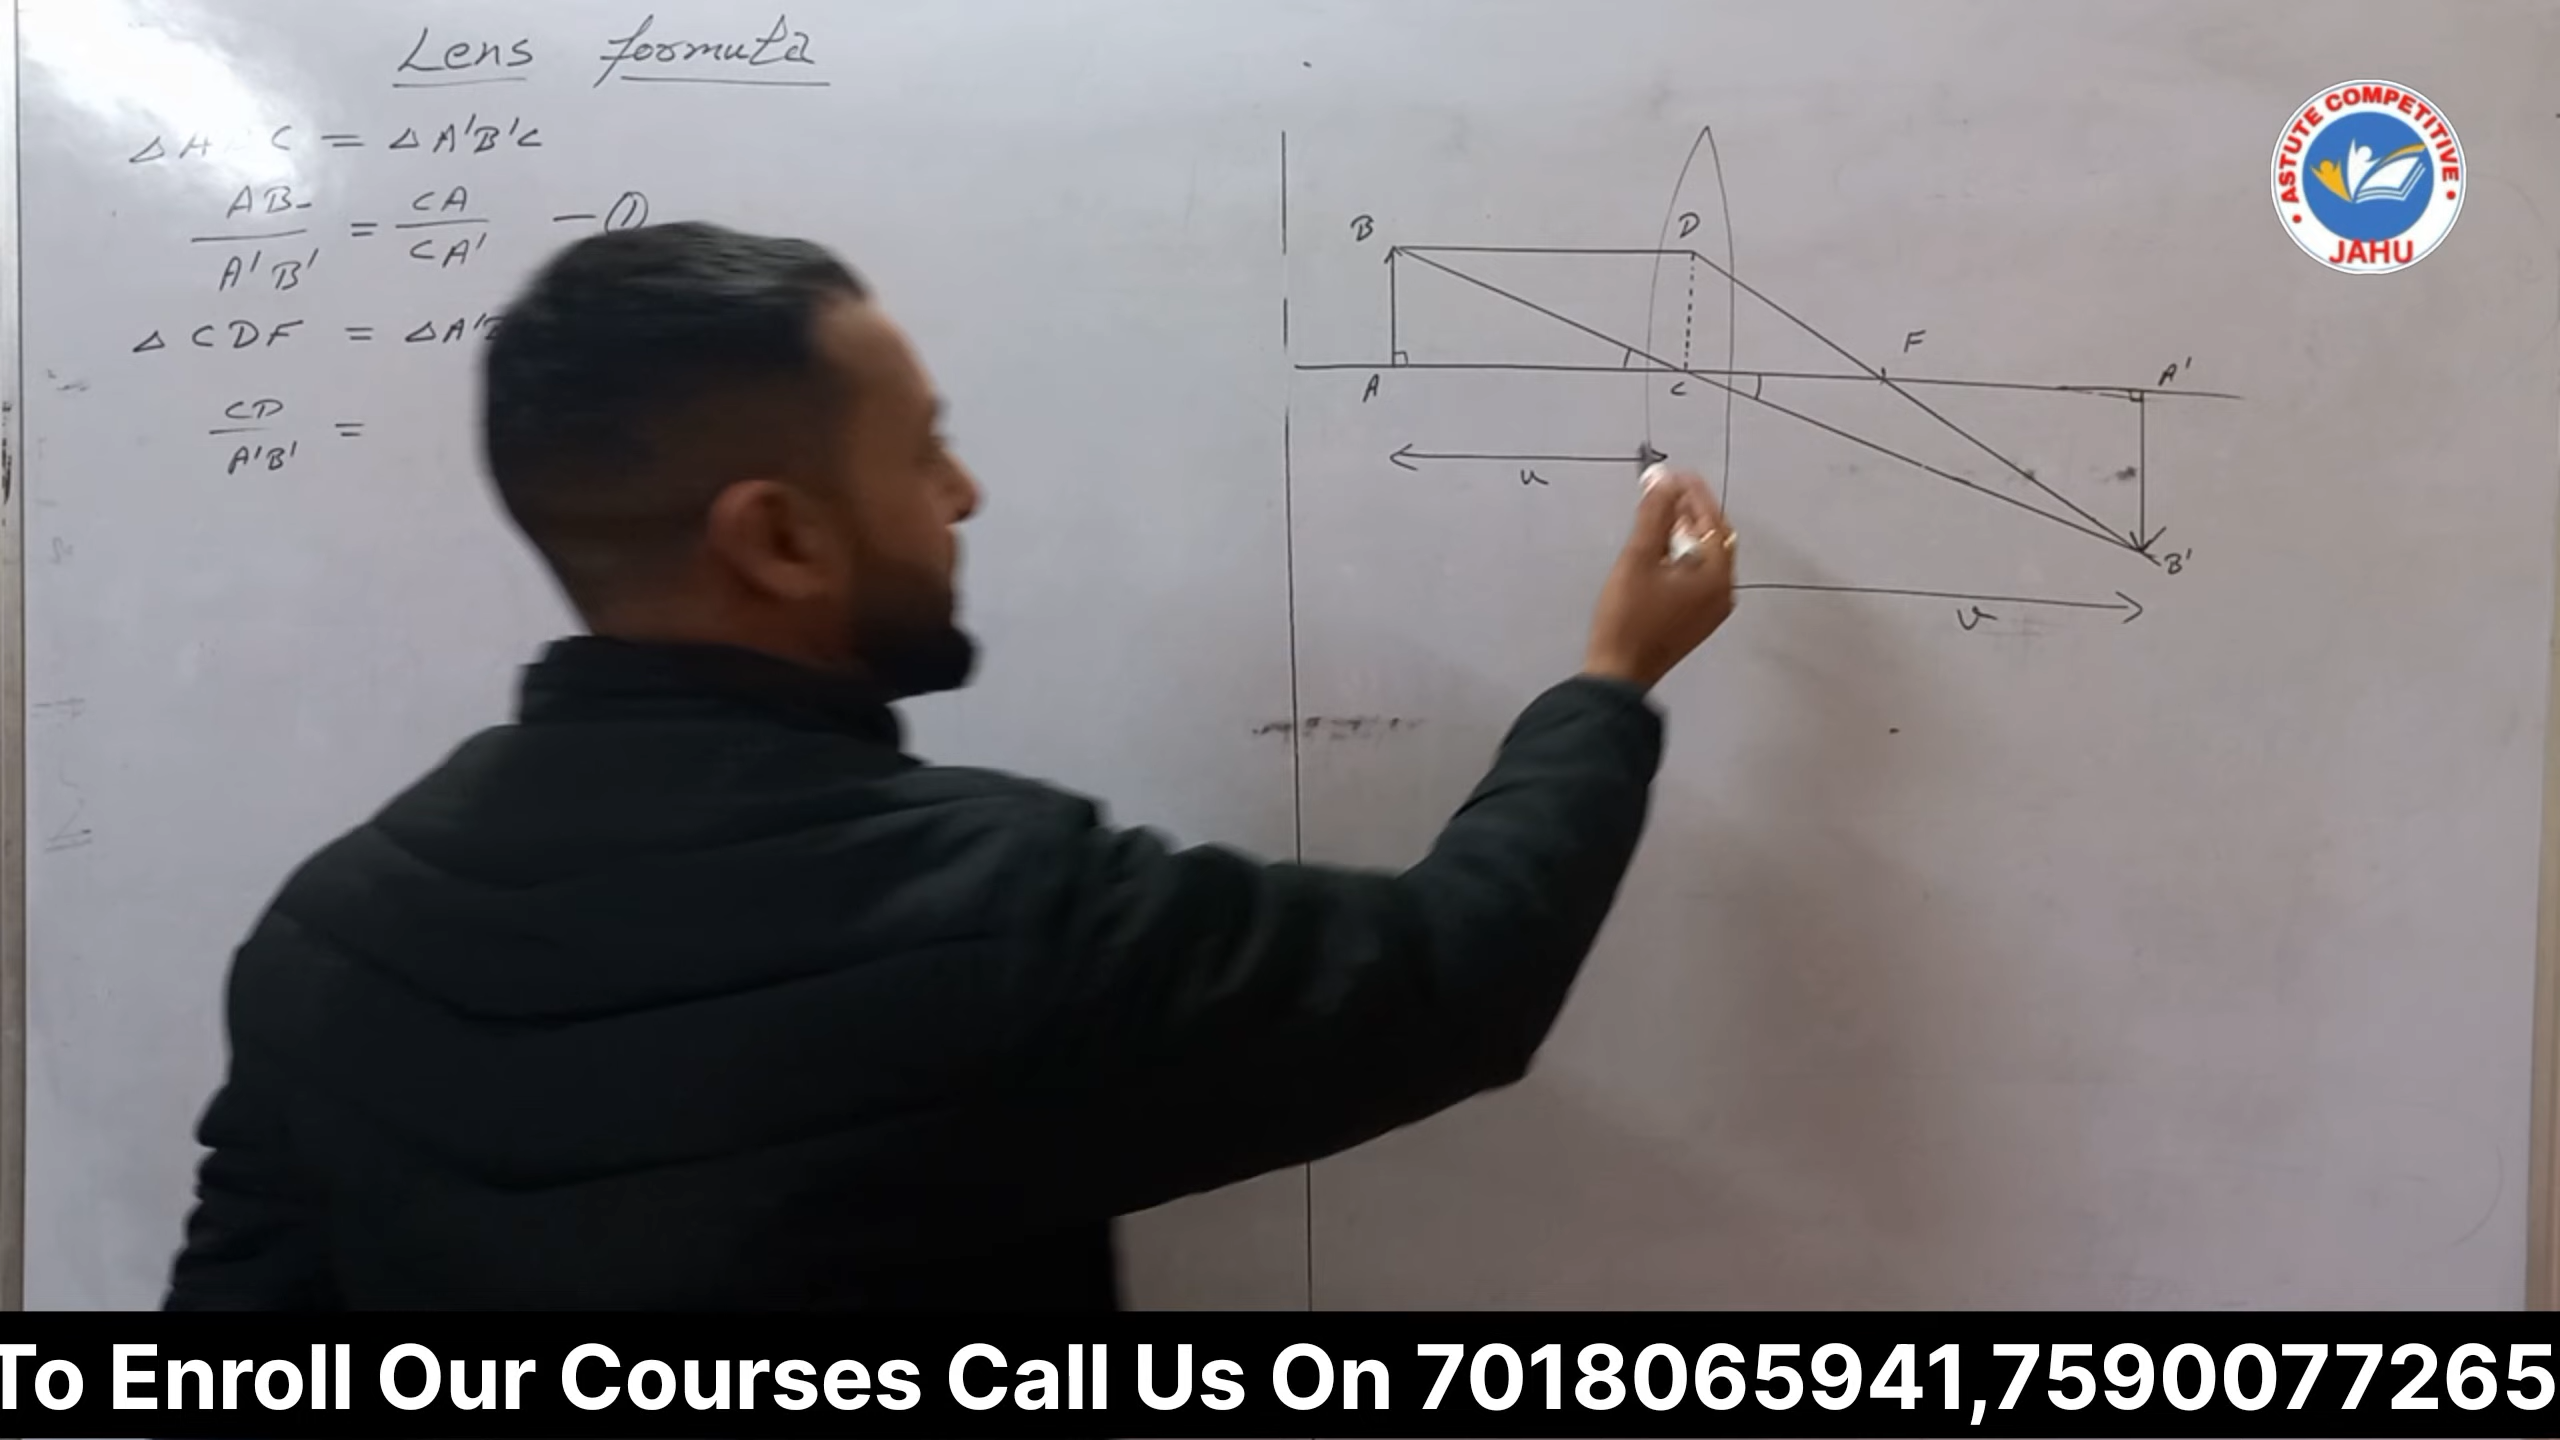 Lens formula
Δ A C = Δ A'B'C
AB / A'B' = CA / CA' — ①
Δ CDF = Δ A'
CD / A'B' =
B D
F
A C A'
u
B'
v
ASTUTE COMPETITIVE
JAHU
To Enroll Our Courses Call Us On 7018065941,7590077265